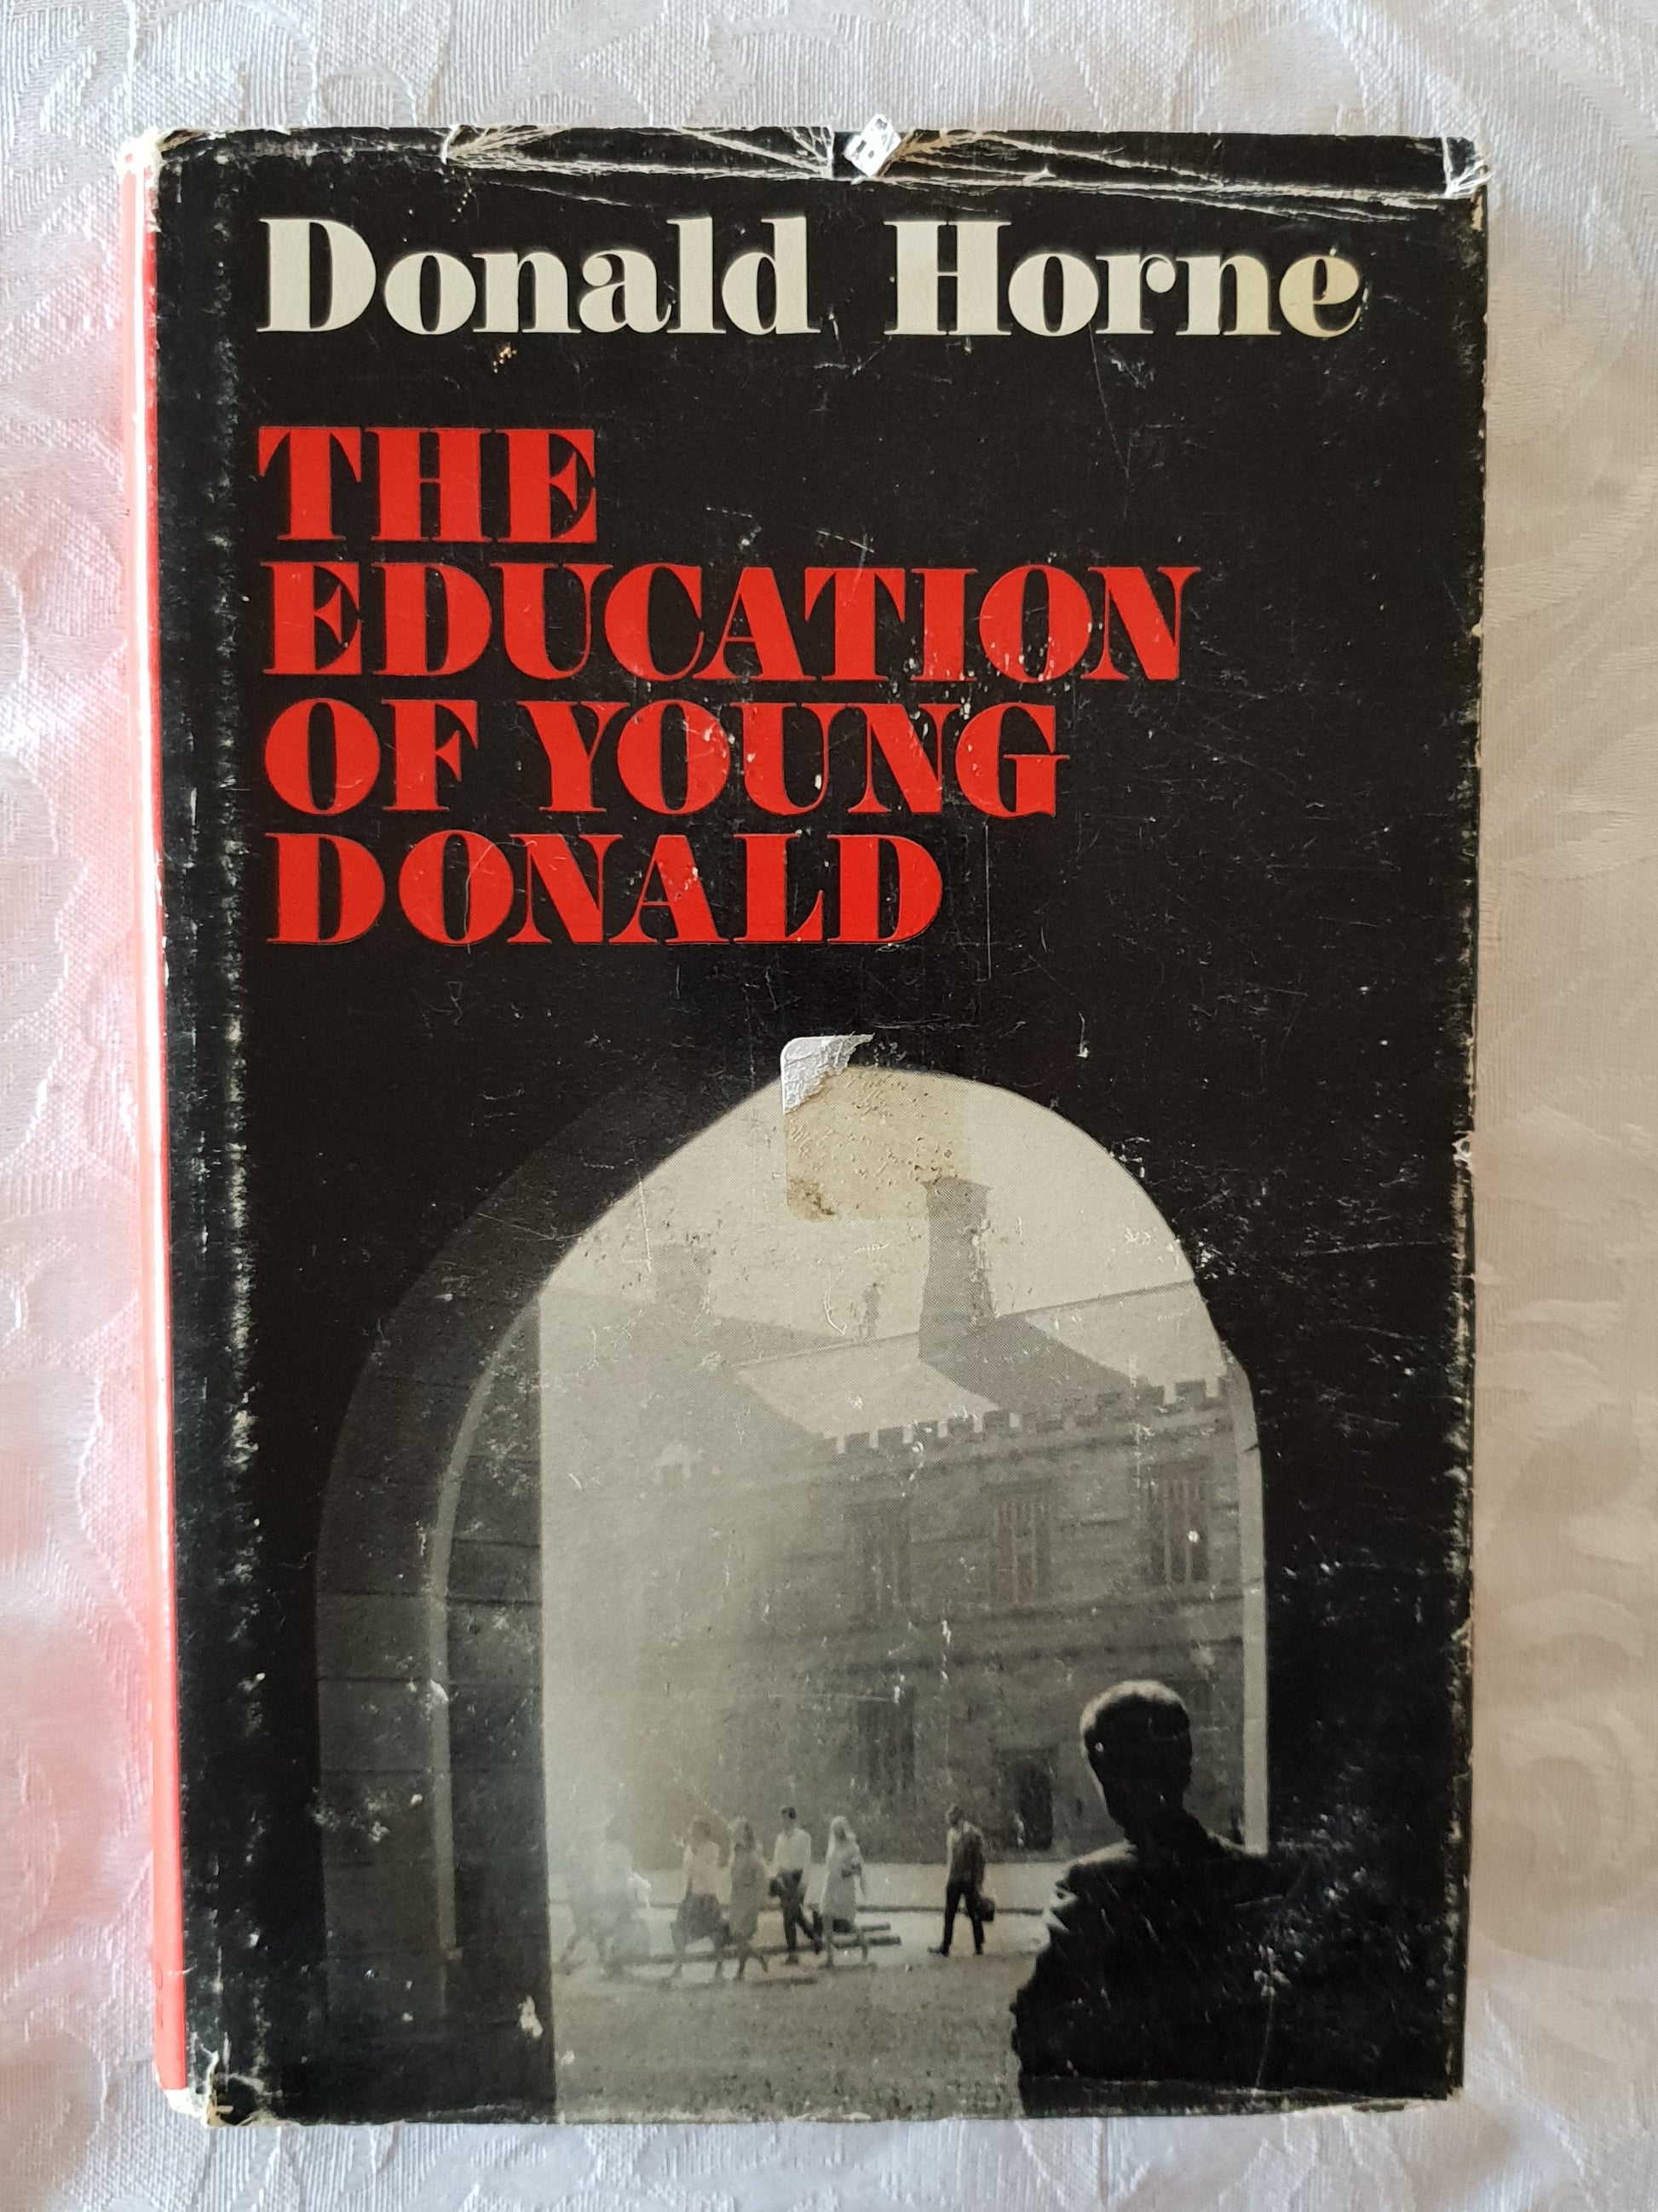 Donald Horne
THE
EDUCATION
OF YOUNG
DONALD